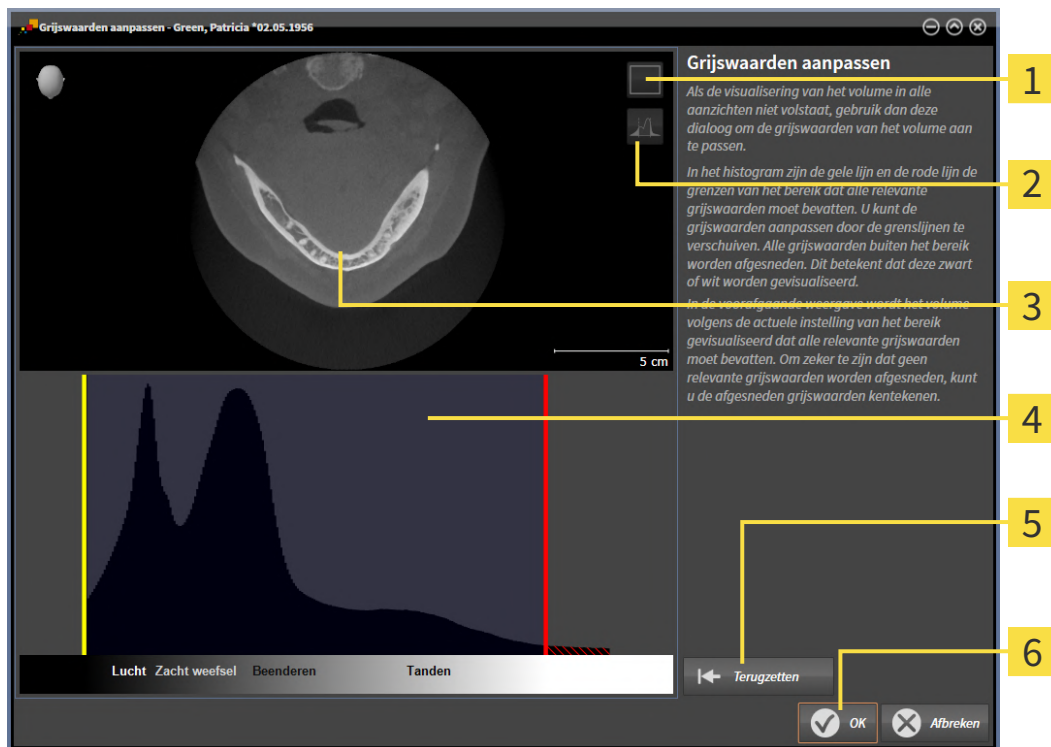 Grijswaarden aanpassen - Green, Patricia *02.05.1956
Grijswaarden aanpassen
Als de visualisering van het volume in alle
aanzichten niet volstaat, gebruik dan deze
dialoog om de grijswaarden van het volume aan
te passen.
In het histogram zijn de gele lijn en de rode lijn de
grenzen van het bereik dat alle relevante
grijswaarden moet bevatten. U kunt de
grijswaarden aanpassen door de grenslijnen te
verschuiven. Alle grijswaarden buiten het bereik
worden afgesneden. Dit betekent dat deze zwart
of wit worden gevisualiseerd.
In de voorafgaande weergave wordt het volume
volgens de actuele instelling van het bereik
gevisualiseerd dat alle relevante grijswaarden
moet bevatten. Om zeker te zijn dat geen
relevante grijswaarden worden afgesneden, kunt
u de afgesneden grijswaarden kentekenen.
5 cm
Lucht Zacht weefsel Beenderen Tanden
Terugzetten
OK Afbreken
1
2
3
4
5
6